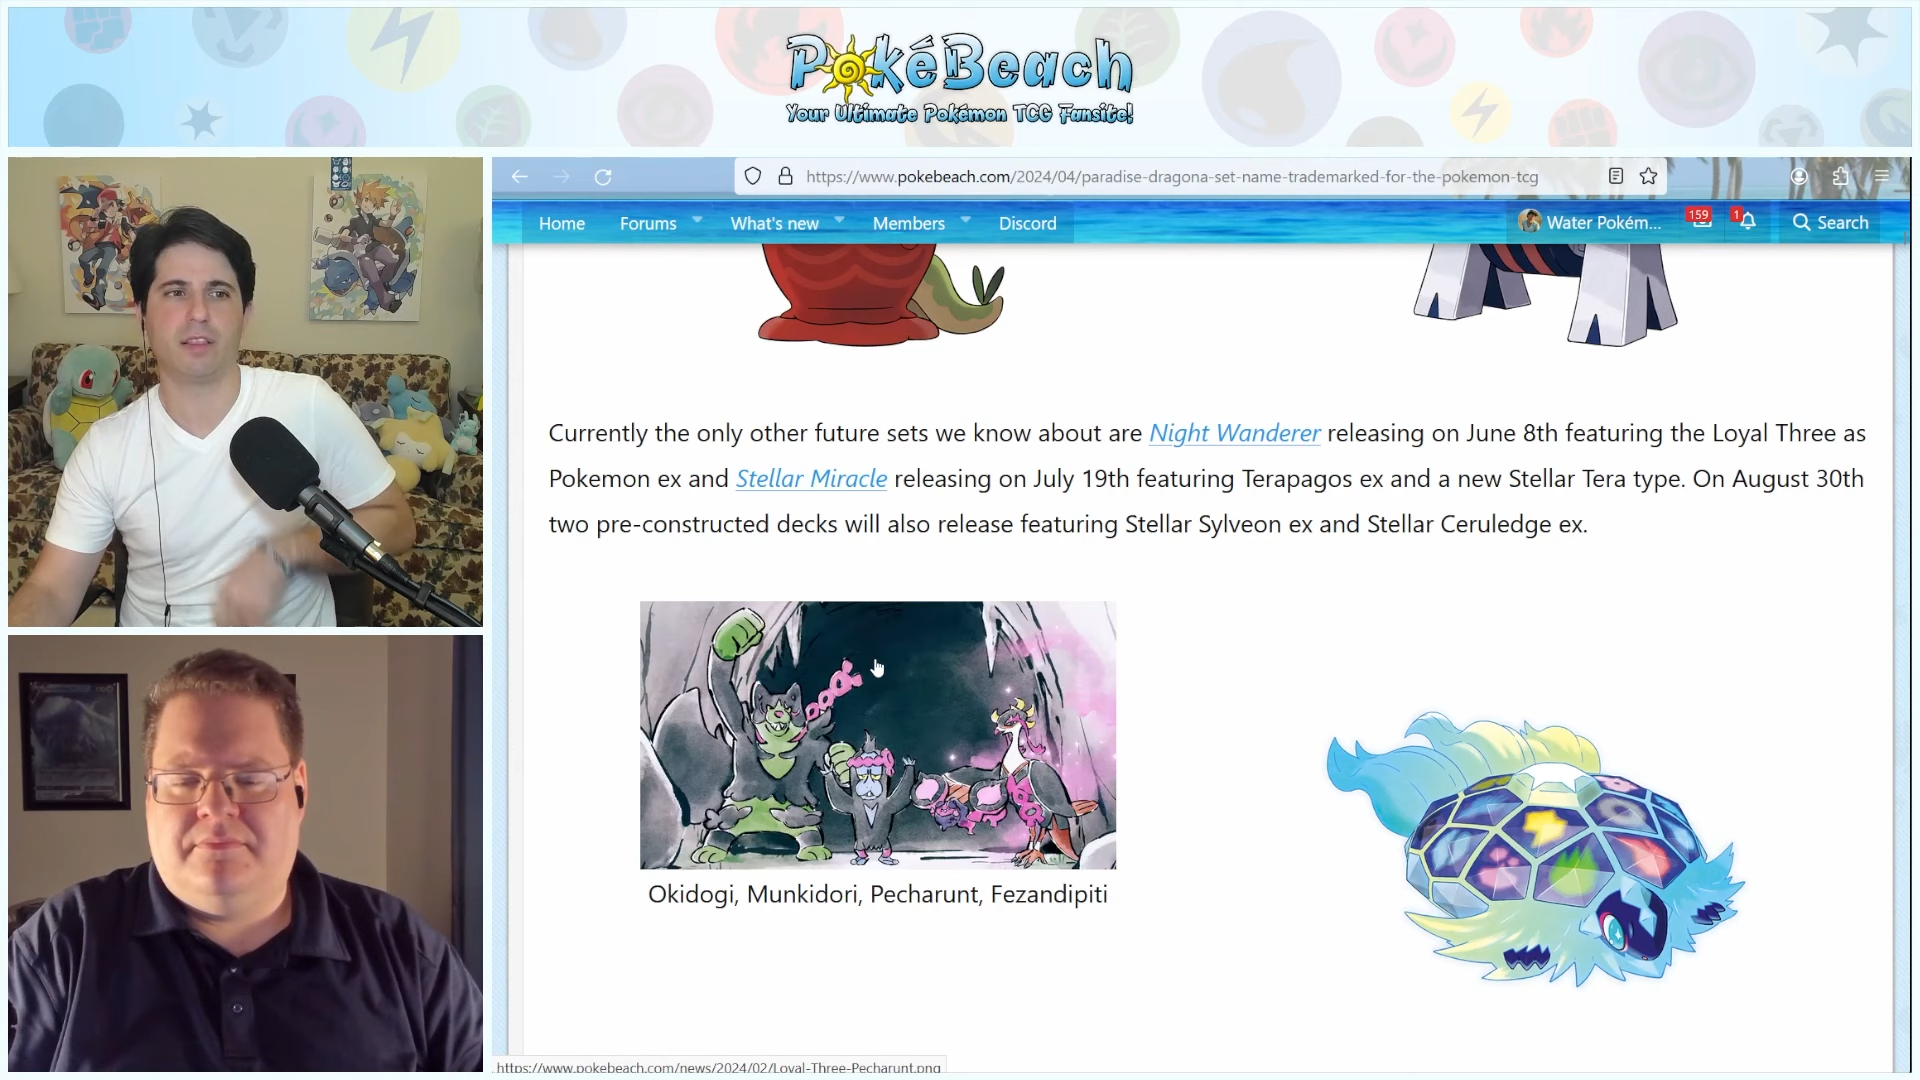 PokéBeach
Your Ultimate Pokémon TCG Fansite!
https://www.pokebeach.com/2024/04/paradise-dragona-set-name-trademarked-for-the-pokemon-tcg
Home Forums What's new Members Discord Water Pokém... 159 1 Search
Currently the only other future sets we know about are Night Wanderer releasing on June 8th featuring the Loyal Three as
Pokemon ex and Stellar Miracle releasing on July 19th featuring Terapagos ex and a new Stellar Tera type. On August 30th
two pre-constructed decks will also release featuring Stellar Sylveon ex and Stellar Ceruledge ex.
Okidogi, Munkidori, Pecharunt, Fezandipiti
https://www.pokebeach.com/news/2024/02/Loyal-Three-Pecharunt.png